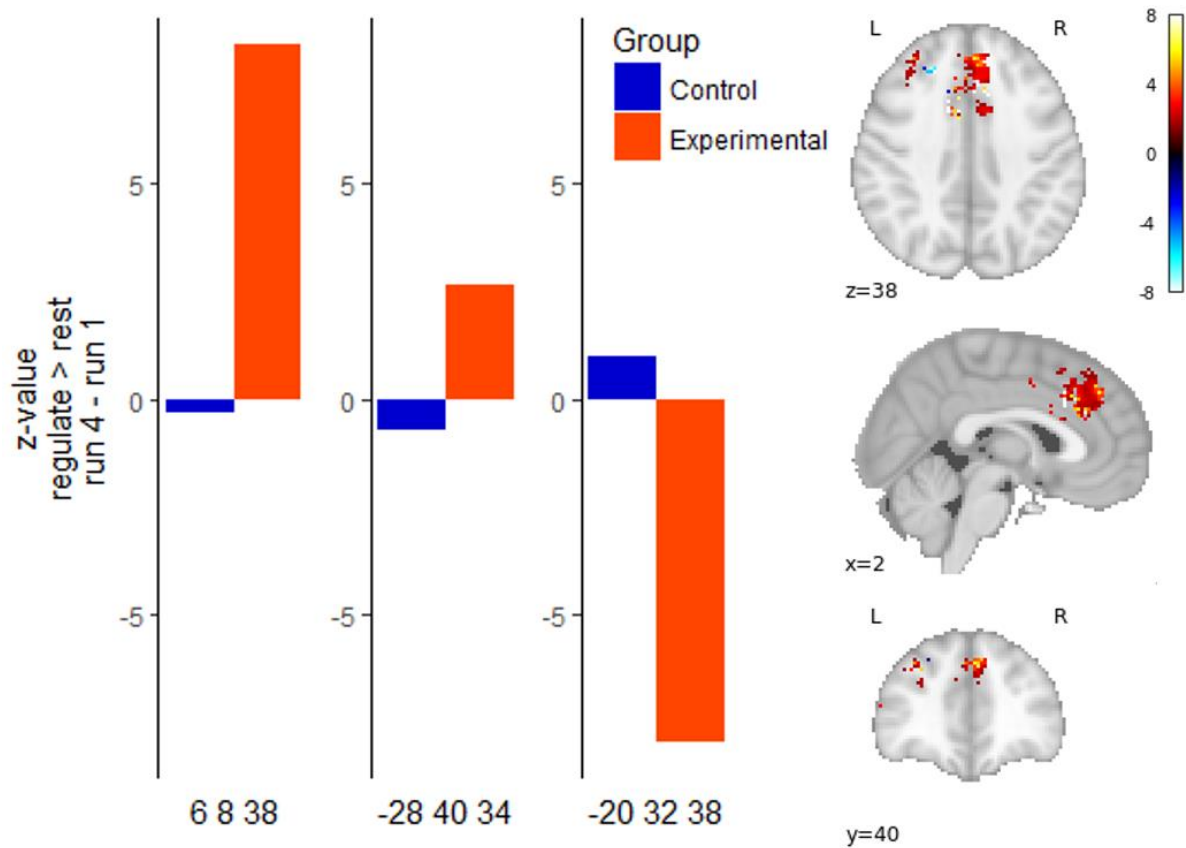 z-value
regulate > rest
run 4 - run 1
5
0
-5
5
0
-5
5
0
-5
6 8 38
-28 40 34
-20 32 38
Group
Control
Experimental
L
R
z=38
8
4
0
-4
-8
x=2
L
R
y=40